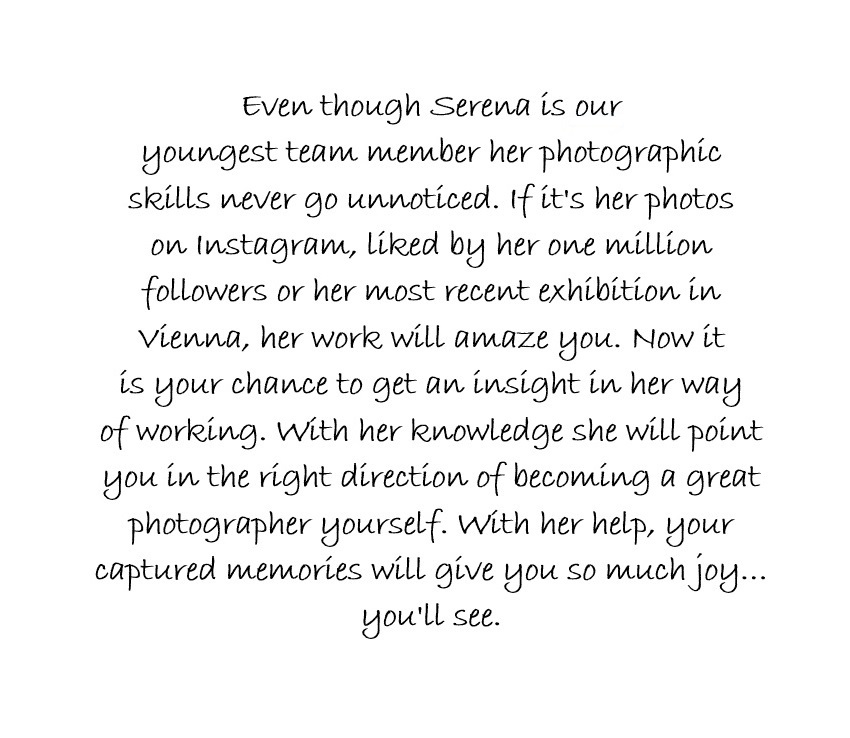 Even though Serena is our
youngest team member her photographic
skills never go unnoticed. If it's her photos
on Instagram, liked by her one million
followers or her most recent exhibition in
Vienna, her work will amaze you. Now it
is your chance to get an insight in her way
of working. With her knowledge she will point
you in the right direction of becoming a great
photographer yourself. With her help, your
captured memories will give you so much joy...
you'll see.